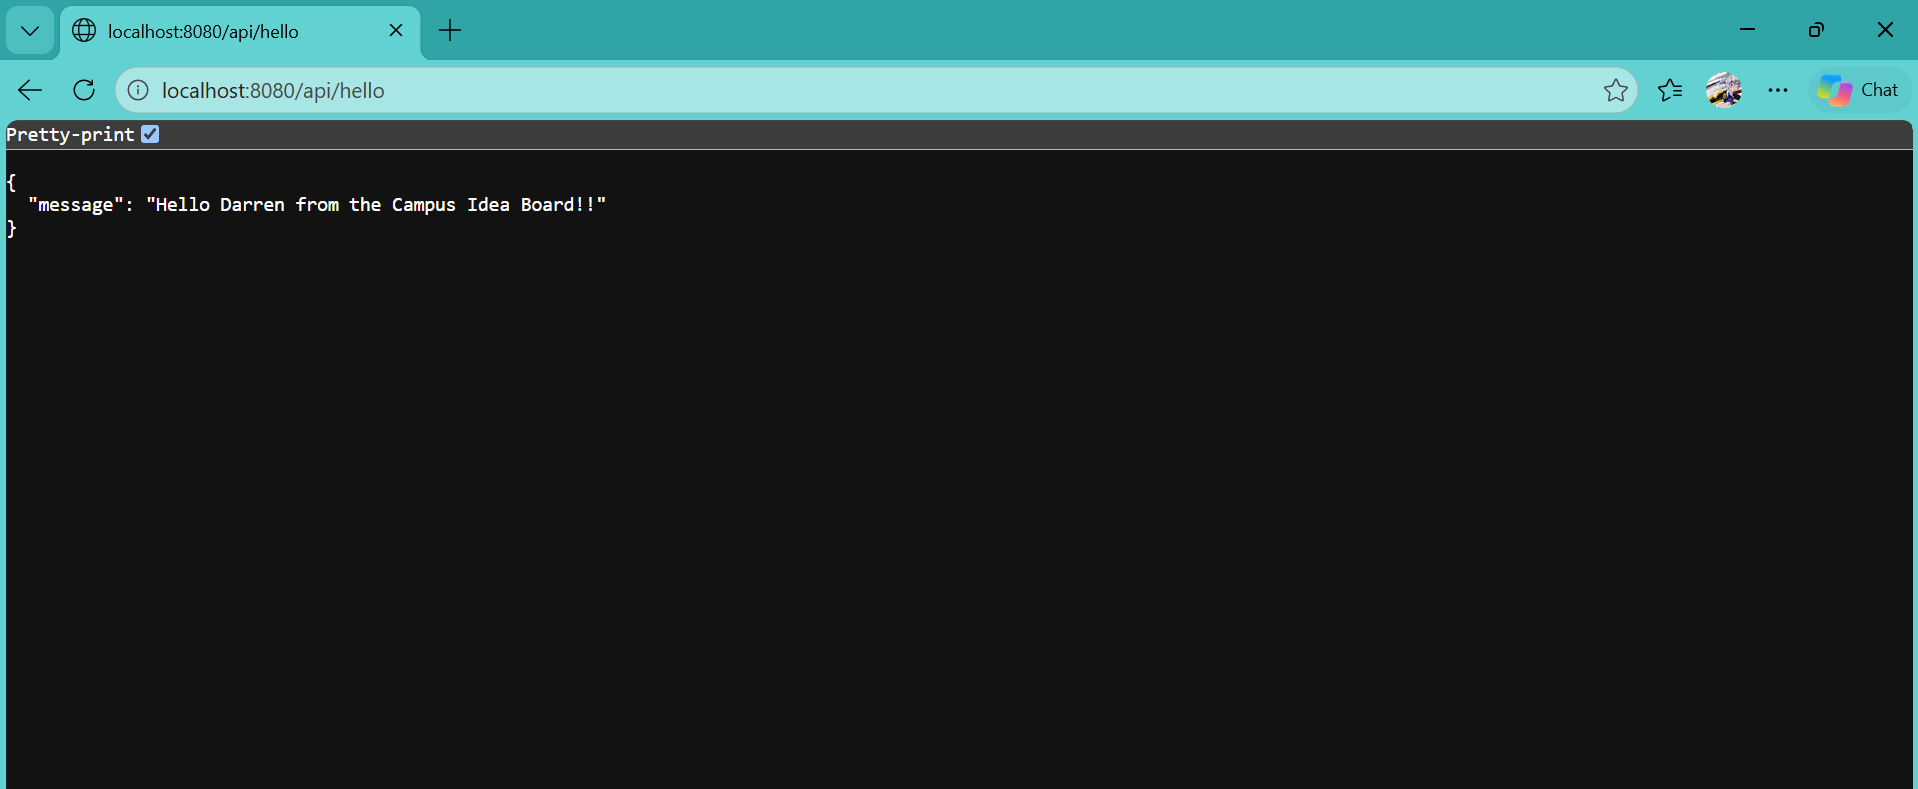 localhost:8080/api/hello
localhost:8080/api/hello
Chat
Pretty-print
{
"message": "Hello Darren from the Campus Idea Board!!"
}